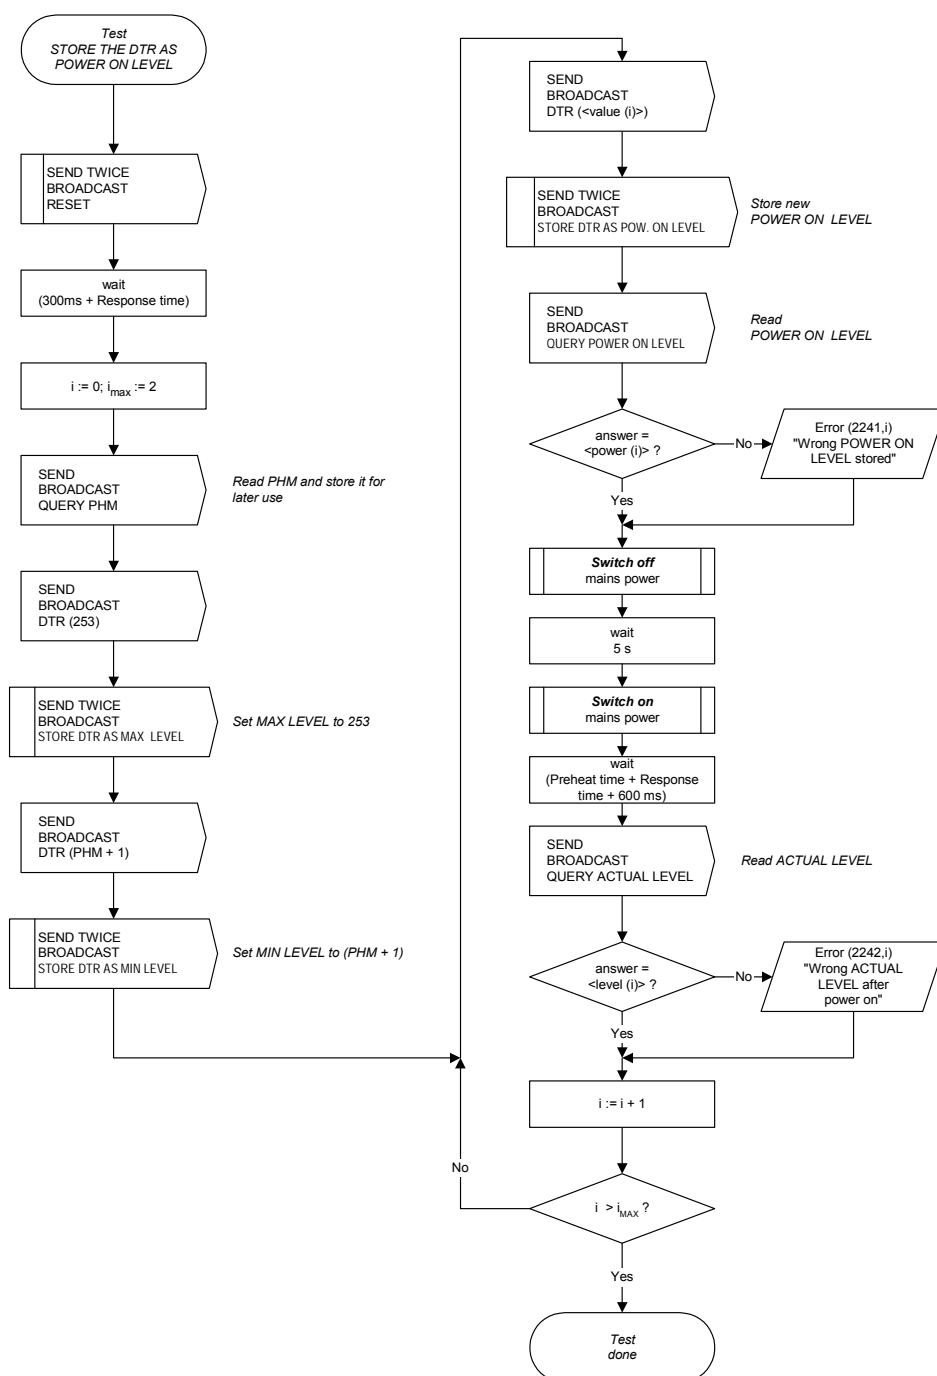 Test
STORE THE DTR AS
POWER ON LEVEL
SEND TWICE
BROADCAST
RESET
wait
(300ms + Response time)
i := 0; imax := 2
SEND
BROADCAST
QUERY PHM
Read PHM and store it for
later use
SEND
BROADCAST
DTR (253)
SEND TWICE
BROADCAST
STORE DTR AS MAX LEVEL
Set MAX LEVEL to 253
SEND
BROADCAST
DTR (PHM + 1)
SEND TWICE
BROADCAST
STORE DTR AS MIN LEVEL
Set MIN LEVEL to (PHM + 1)
SEND
BROADCAST
DTR (<value (i)>)
SEND TWICE
BROADCAST
STORE DTR AS POW. ON LEVEL
Store new
POWER ON LEVEL
SEND
BROADCAST
QUERY POWER ON LEVEL
Read
POWER ON LEVEL
answer =
<power (i)> ?
No
Error (2241,i)
"Wrong POWER ON
LEVEL stored"
Yes
Switch off
mains power
wait
5 s
Switch on
mains power
wait
(Preheat time + Response
time + 600 ms)
SEND
BROADCAST
QUERY ACTUAL LEVEL
Read ACTUAL LEVEL
answer =
<level (i)> ?
No
Error (2242,i)
"Wrong ACTUAL
LEVEL after
power on"
Yes
i := i + 1
No
i > iMAX ?
Yes
Test
done